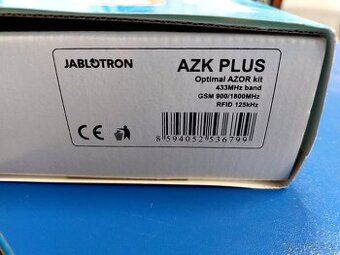 JABLOTRON
AZK PLUS
Optimal AZOR kit
433MHz band
GSM 900/1800MHz
RFID 125kHz
CE
8 594052 536799